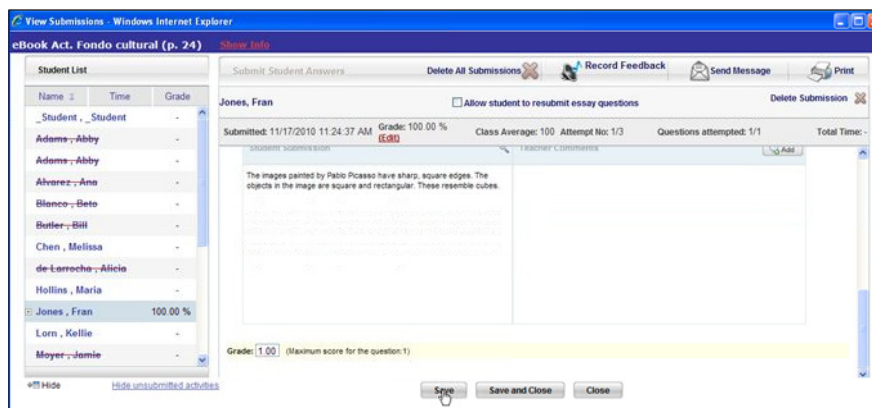 View Submissions - Windows Internet Explorer
eBook Act. Fondo cultural (p. 24) Show Info
Student List
Submit Student Answers Delete All Submissions Record Feedback Send Message Print
Name Time Grade
Jones, Fran Allow student to resubmit essay questions Delete Submission
Submitted: 11/17/2010 11:24:37 AM Grade: 100.00 % (Edit) Class Average: 100 Attempt No: 1/3 Questions attempted: 1/1 Total Time: -
Student Submission Teacher Comments Add
The images painted by Pablo Picasso have sharp, square edges. The
objects in the image are square and rectangular. These resemble cubes.
_Student , _Student -
Adams , Abby -
Adams , Abby -
Alvarez , Ana -
Blanco , Beto -
Butler , Bill -
Chen , Melissa -
de Larrocha , Alicia -
Hollins , Maria -
Jones , Fran 100.00 %
Lorn , Kellie -
Moyer , Jamie -
Grade: 1.00 (Maximum score for the question:1)
Hide Hide unsubmitted activities
Save Save and Close Close